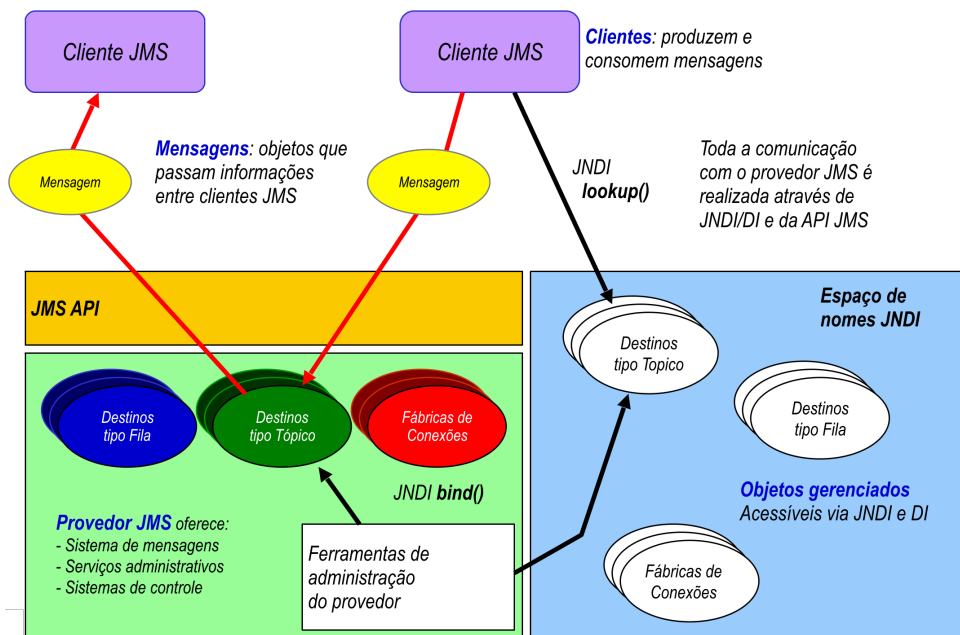 Cliente JMS
Cliente JMS
Clientes: produzem e
consomem mensagens
Mensagem
Mensagens: objetos que
passam informações
entre clientes JMS
Mensagem
JNDI
lookup()
Toda a comunicação
com o provedor JMS é
realizada através de
JNDI/DI e da API JMS
JMS API
Espaço de
nomes JNDI
Destinos
tipo Topico
Destinos
tipo Fila
Destinos
tipo Fila
Destinos
tipo Tópico
Fábricas de
Conexões
JNDI bind()
Objetos gerenciados
Acessíveis via JNDI e DI
Provedor JMS oferece:
- Sistema de mensagens
- Serviços administrativos
- Sistemas de controle
Ferramentas de
administração
do provedor
Fábricas de
Conexões